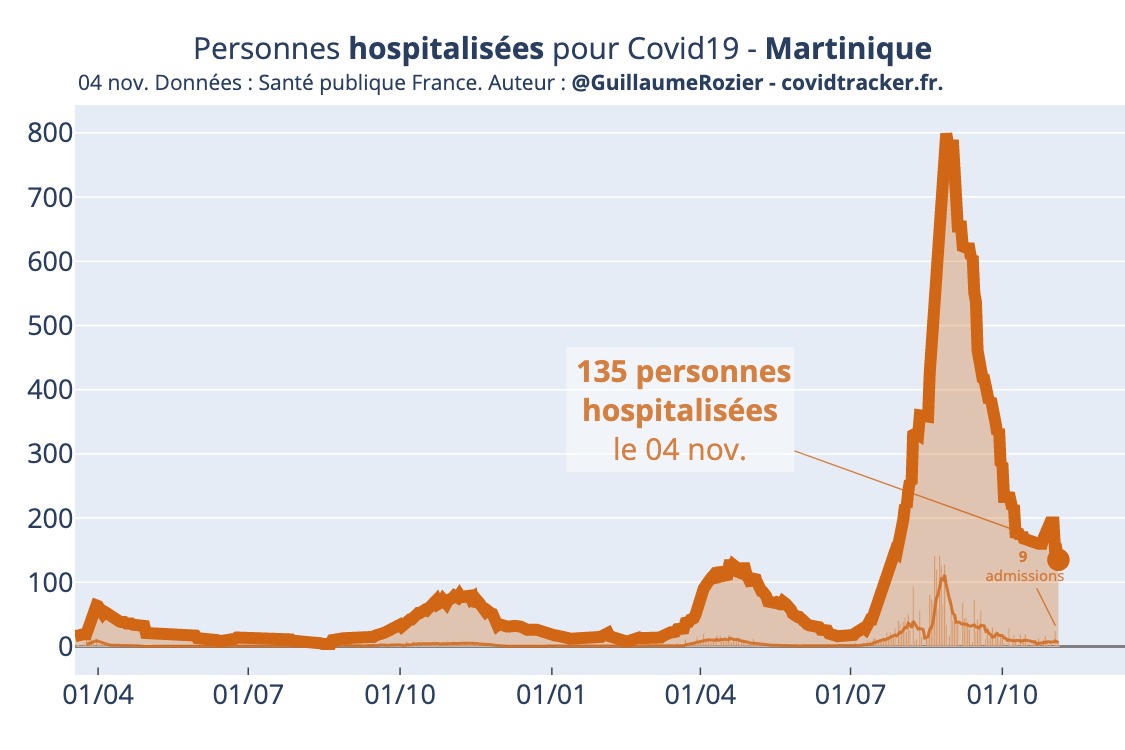 Personnes hospitalisées pour Covid19 - Martinique
04 nov. Données : Santé publique France. Auteur : @GuillaumeRozier - covidtracker.fr.
800
700
600
500
400
300
200
100
0
135 personnes
hospitalisées
le 04 nov.
9
admissions
01/04
01/07
01/10
01/01
01/04
01/07
01/10